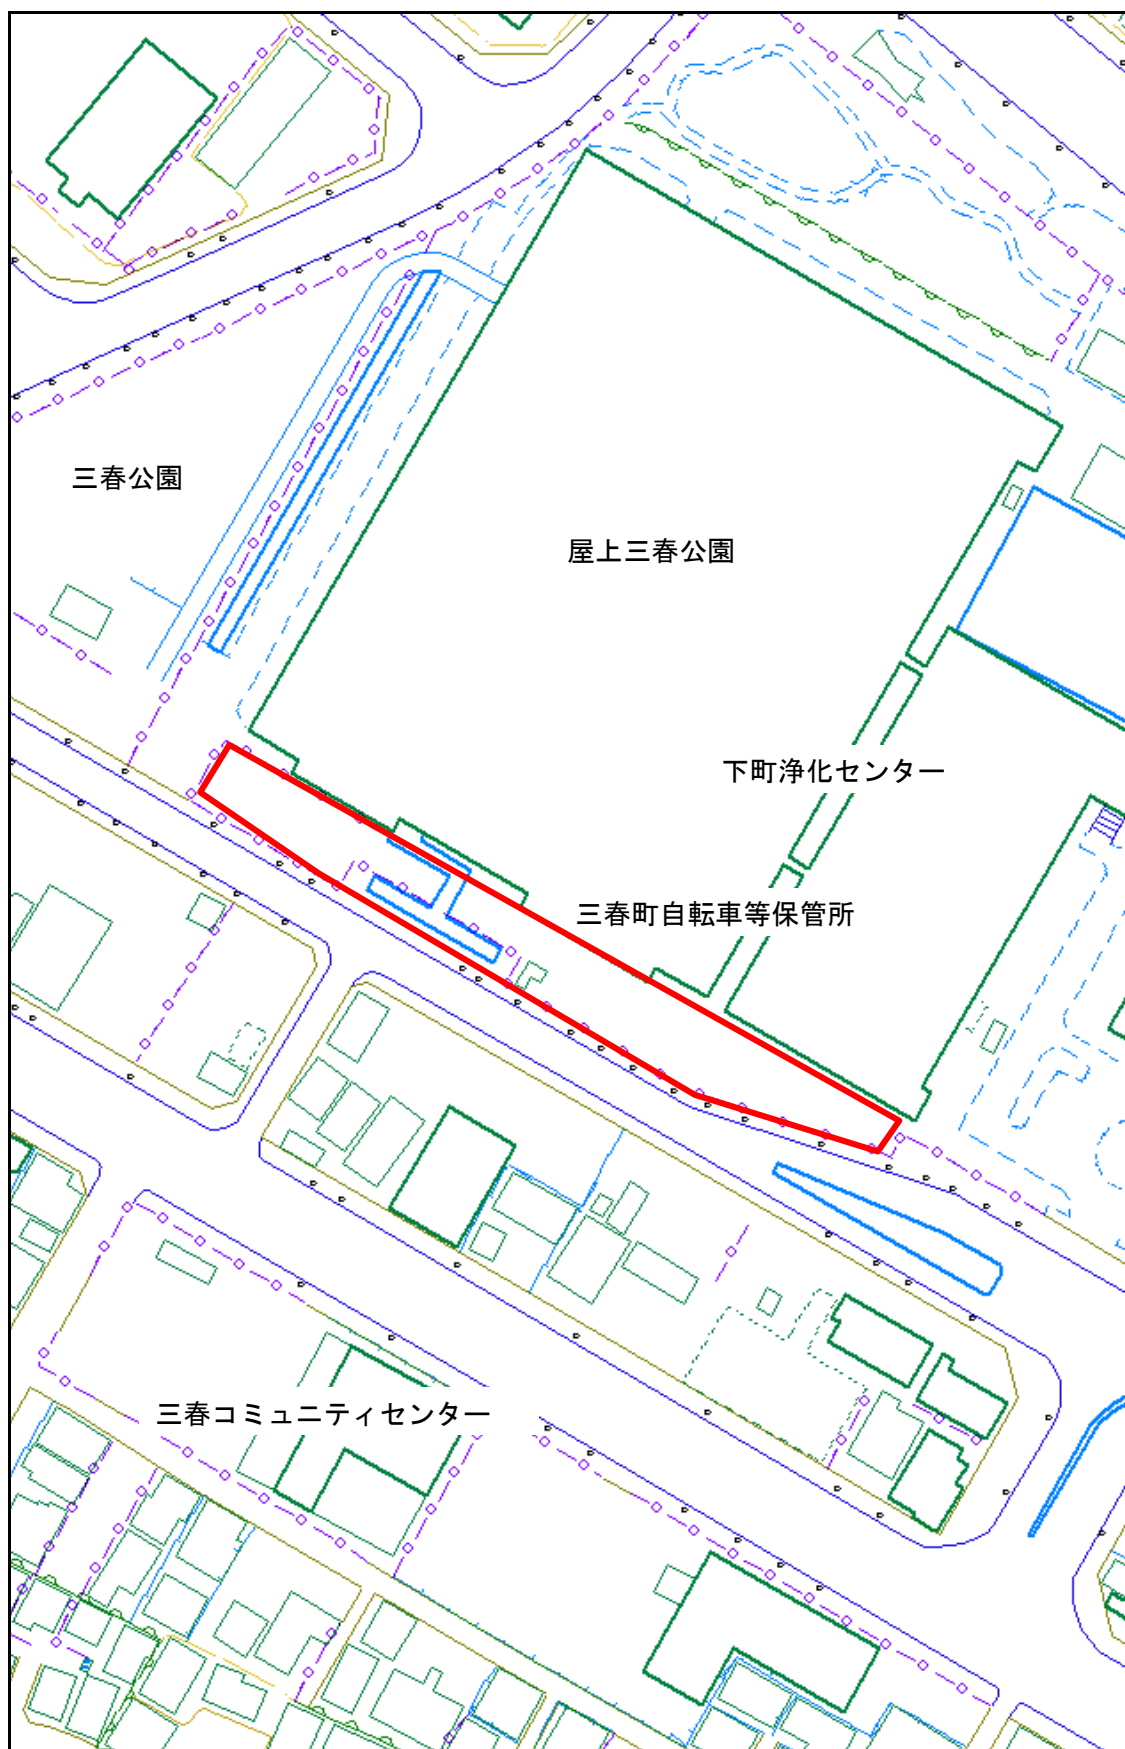 三春公園
屋上三春公園
下町浄化センター
三春町自転車等保管所
三春コミュニティセンター